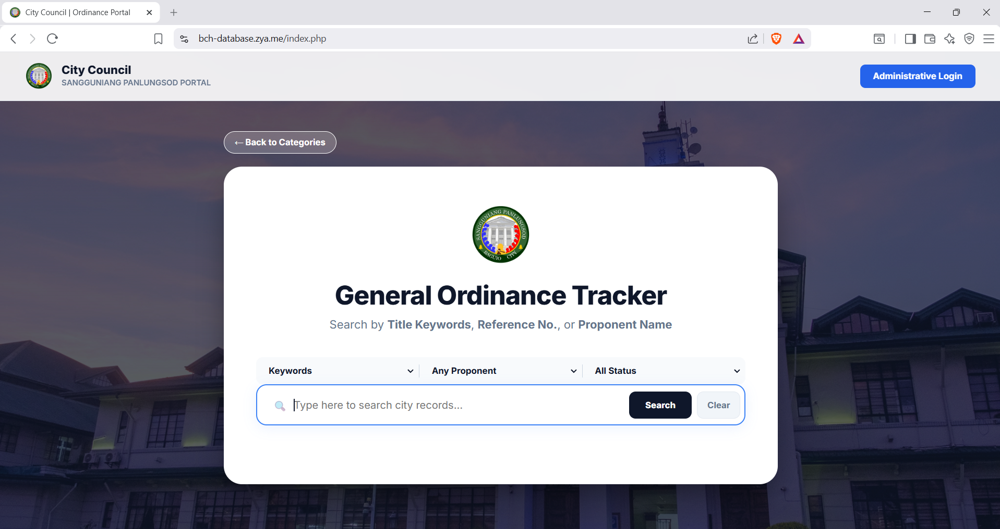 City Council | Ordinance Portal
bch-database.zya.me/index.php
City Council
SANGGUNIANG PANLUNGSOD PORTAL
Administrative Login
← Back to Categories
SANGGUNIANG PANLUNGSOD
BAGUIO CITY
General Ordinance Tracker
Search by Title Keywords, Reference No., or Proponent Name
Keywords
Any Proponent
All Status
Type here to search city records...
Search
Clear